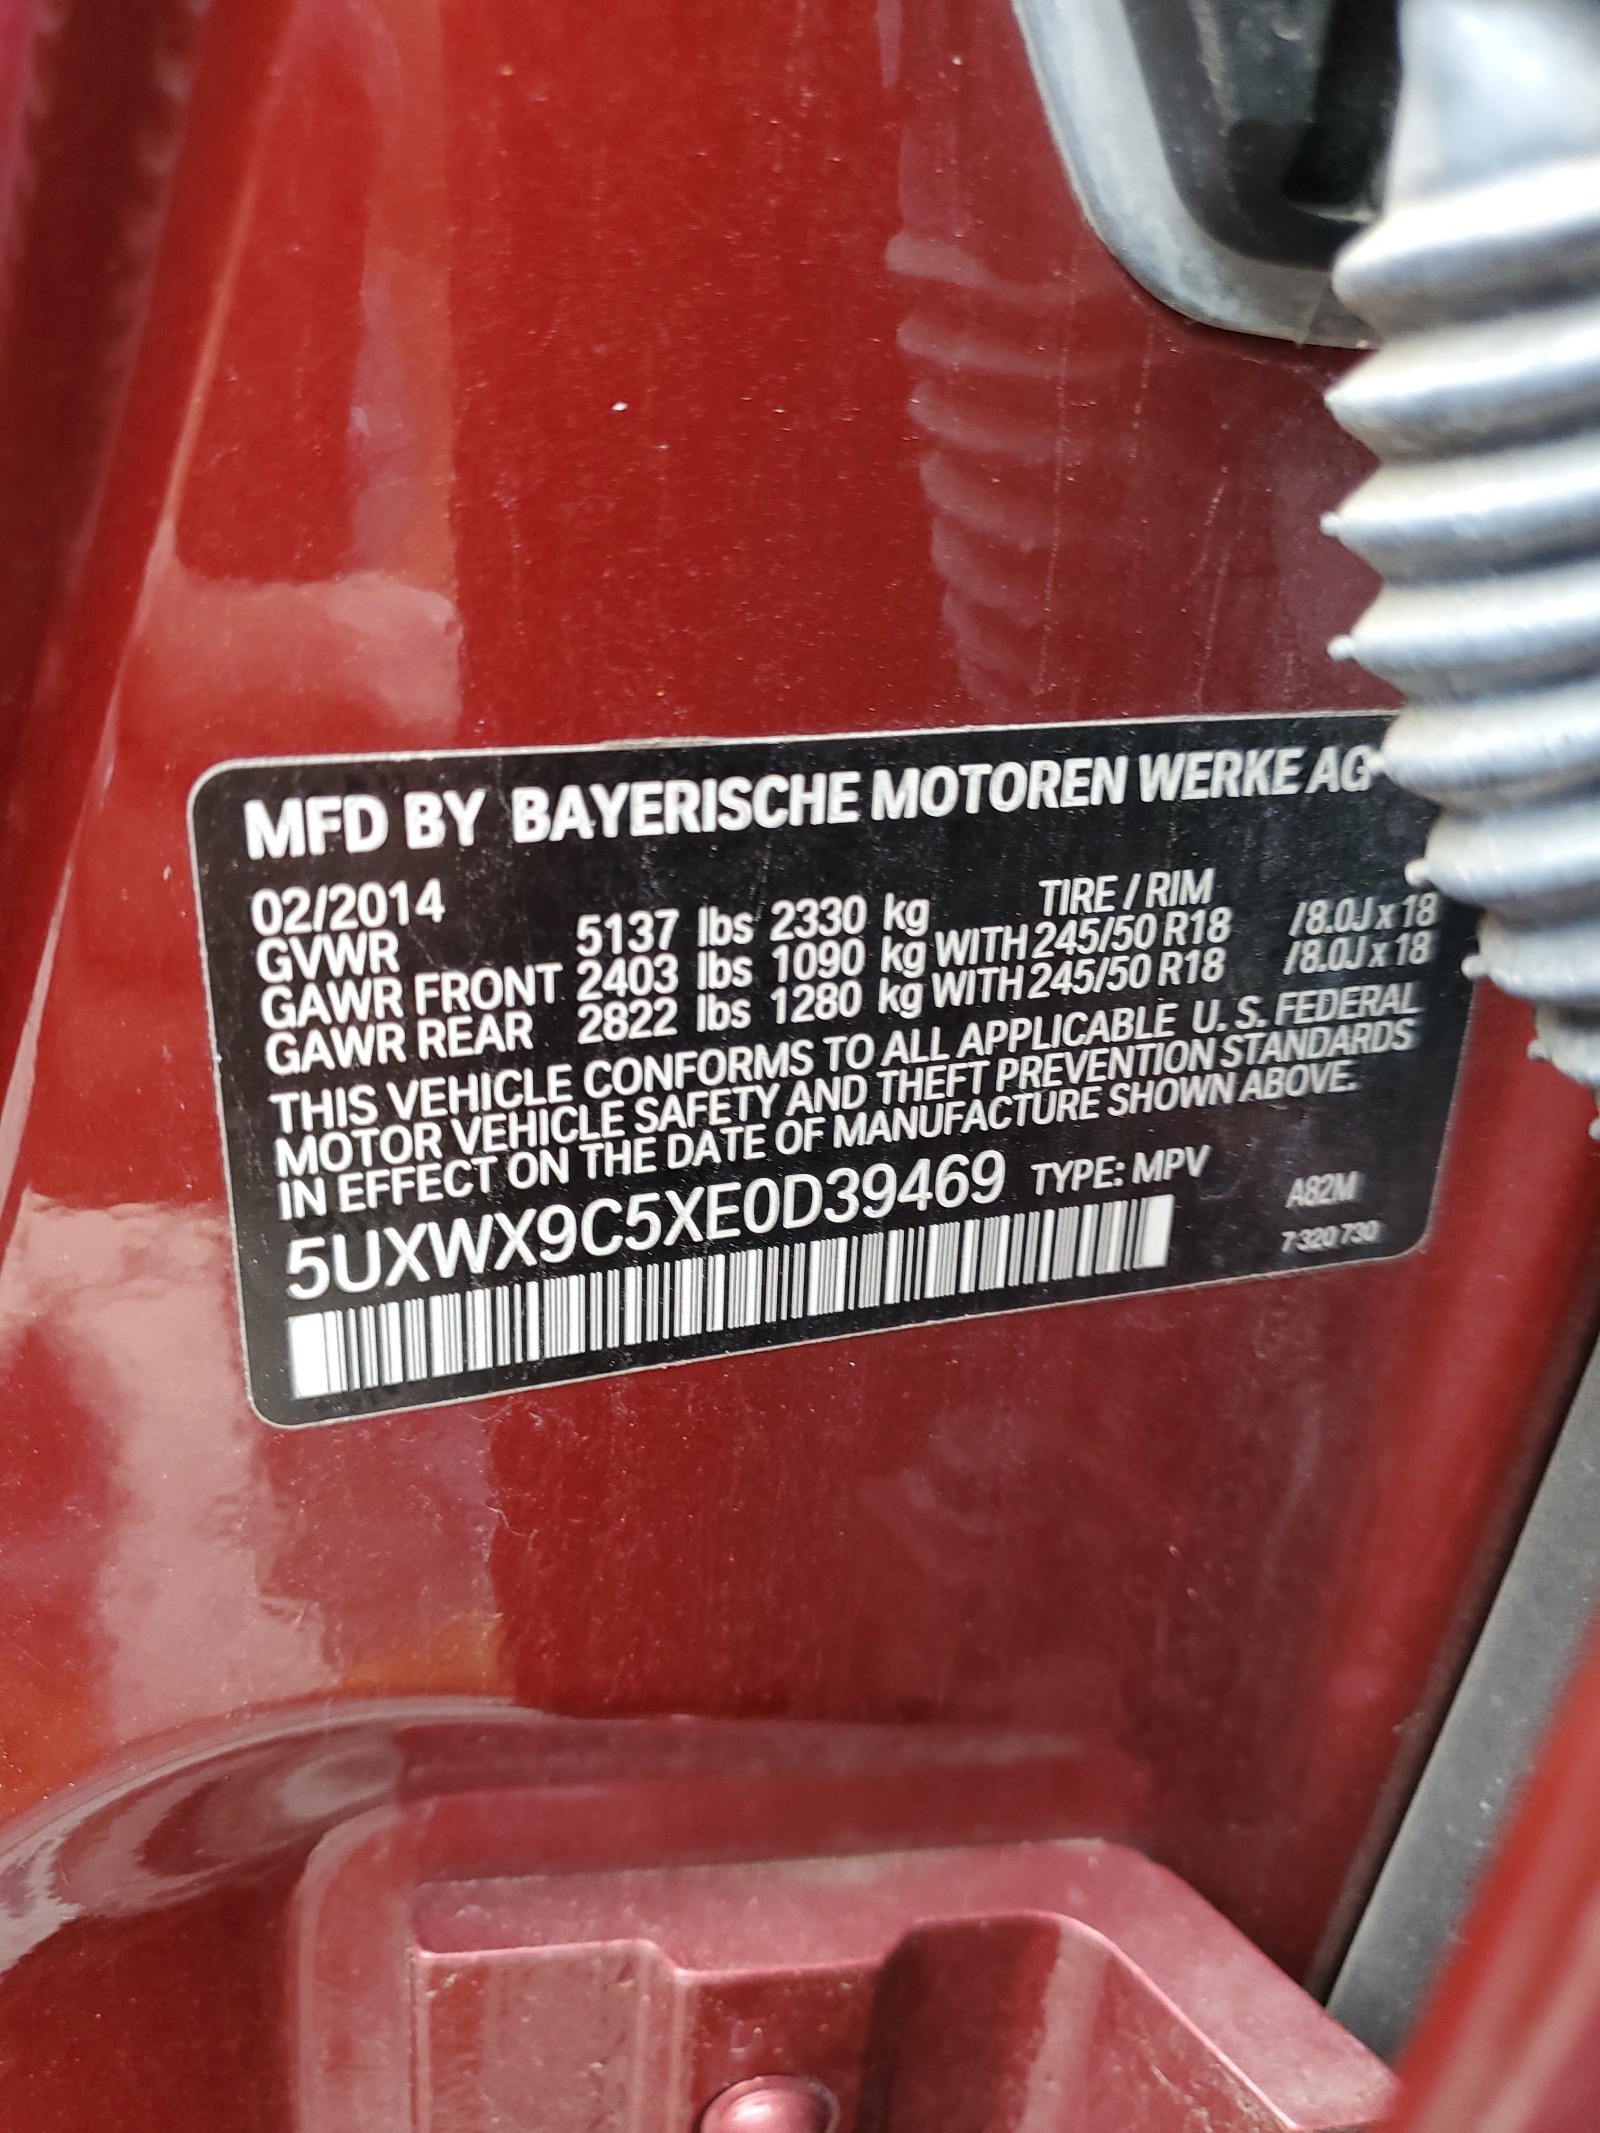 MFD BY BAYERISCHE MOTOREN WERKE AG
02/2014 TIRE / RIM
GVWR 5137 lbs 2330 kg
GAWR FRONT 2403 lbs 1090 kg WITH 245/50 R18 /8.0J x 18
GAWR REAR 2822 lbs 1280 kg WITH 245/50 R18 /8.0J x 18
THIS VEHICLE CONFORMS TO ALL APPLICABLE U. S. FEDERAL
MOTOR VEHICLE SAFETY AND THEFT PREVENTION STANDARDS
IN EFFECT ON THE DATE OF MANUFACTURE SHOWN ABOVE.
5UXWX9C5XE0D39469 TYPE: MPV A82M
7 320 730